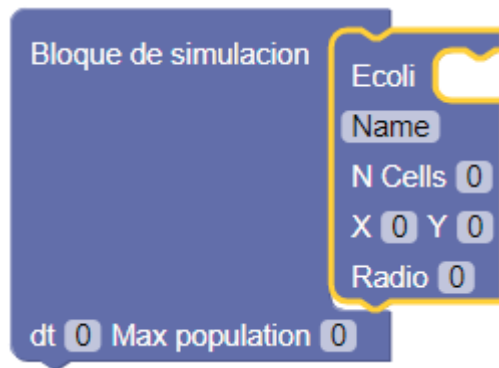 Bloque de simulacion
Ecoli
Name
N Cells 0
X 0 Y 0
Radio 0
dt 0 Max population 0